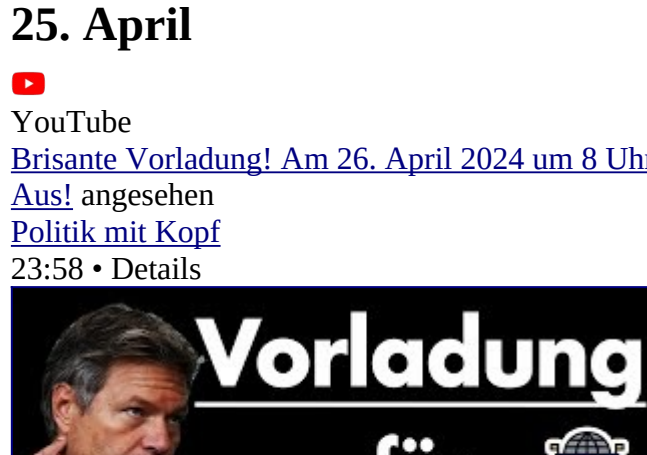 25. April
YouTube
Brisante Vorladung! Am 26. April 2024 um 8 Uhr
Aus! angesehen
Politik mit Kopf
23:58 • Details
Vorladung
für